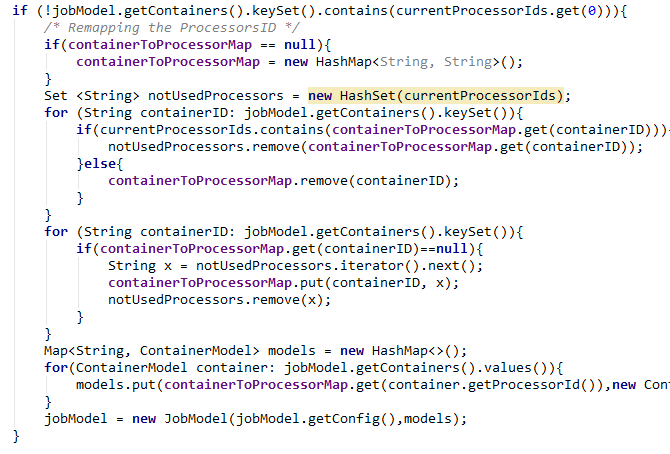 if (!jobModel.getContainers().keySet().contains(currentProcessorIds.get(0))){
/* Remapping the ProcessorsID */
if(containerToProcessorMap == null){
containerToProcessorMap = new HashMap<String, String>();
}
Set <String> notUsedProcessors = new HashSet(currentProcessorIds);
for (String containerID: jobModel.getContainers().keySet()){
if(currentProcessorIds.contains(containerToProcessorMap.get(containerID)))
notUsedProcessors.remove(containerToProcessorMap.get(containerID));
}else{
containerToProcessorMap.remove(containerID);
}
}
for (String containerID: jobModel.getContainers().keySet()){
if(containerToProcessorMap.get(containerID)==null){
String x = notUsedProcessors.iterator().next();
containerToProcessorMap.put(containerID, x);
notUsedProcessors.remove(x);
}
}
Map<String, ContainerModel> models = new HashMap<>();
for(ContainerModel container: jobModel.getContainers().values()){
models.put(containerToProcessorMap.get(container.getProcessorId()),new Cont
}
jobModel = new JobModel(jobModel.getConfig(),models);
}